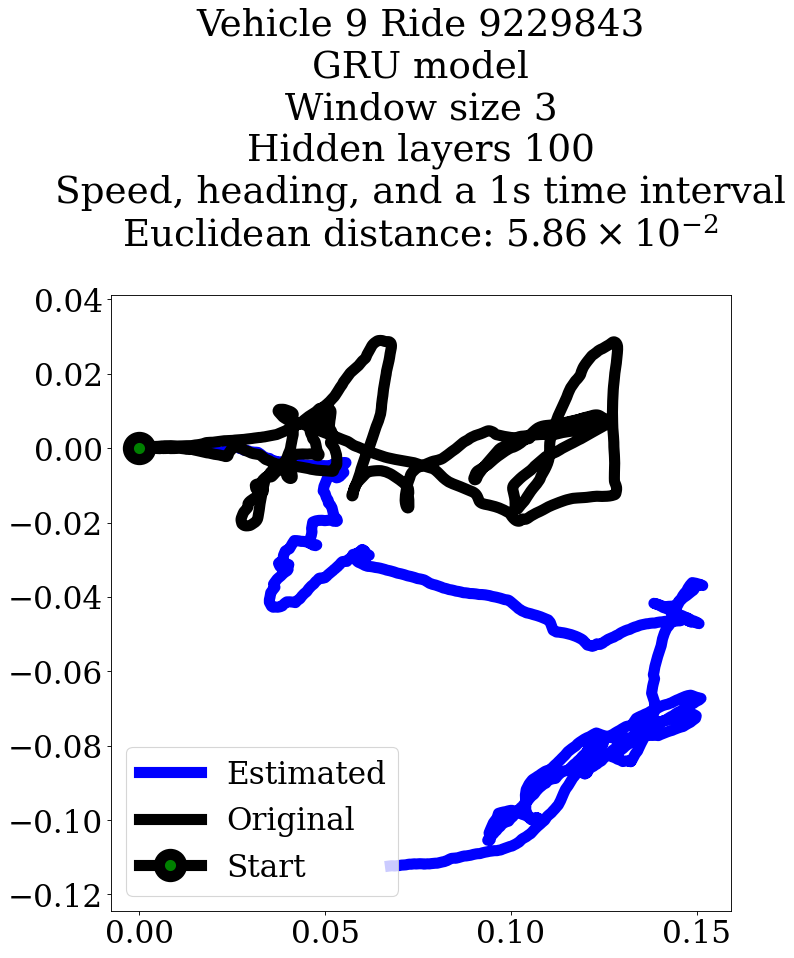 Vehicle 9 Ride 9229843
GRU model
Window size 3
Hidden layers 100
Speed, heading, and a 1s time interval
Euclidean distance: 5.86 × 10⁻²
0.04
0.02
0.00
−0.02
−0.04
−0.06
−0.08
−0.10
−0.12
Estimated
Original
Start
0.00 0.05 0.10 0.15